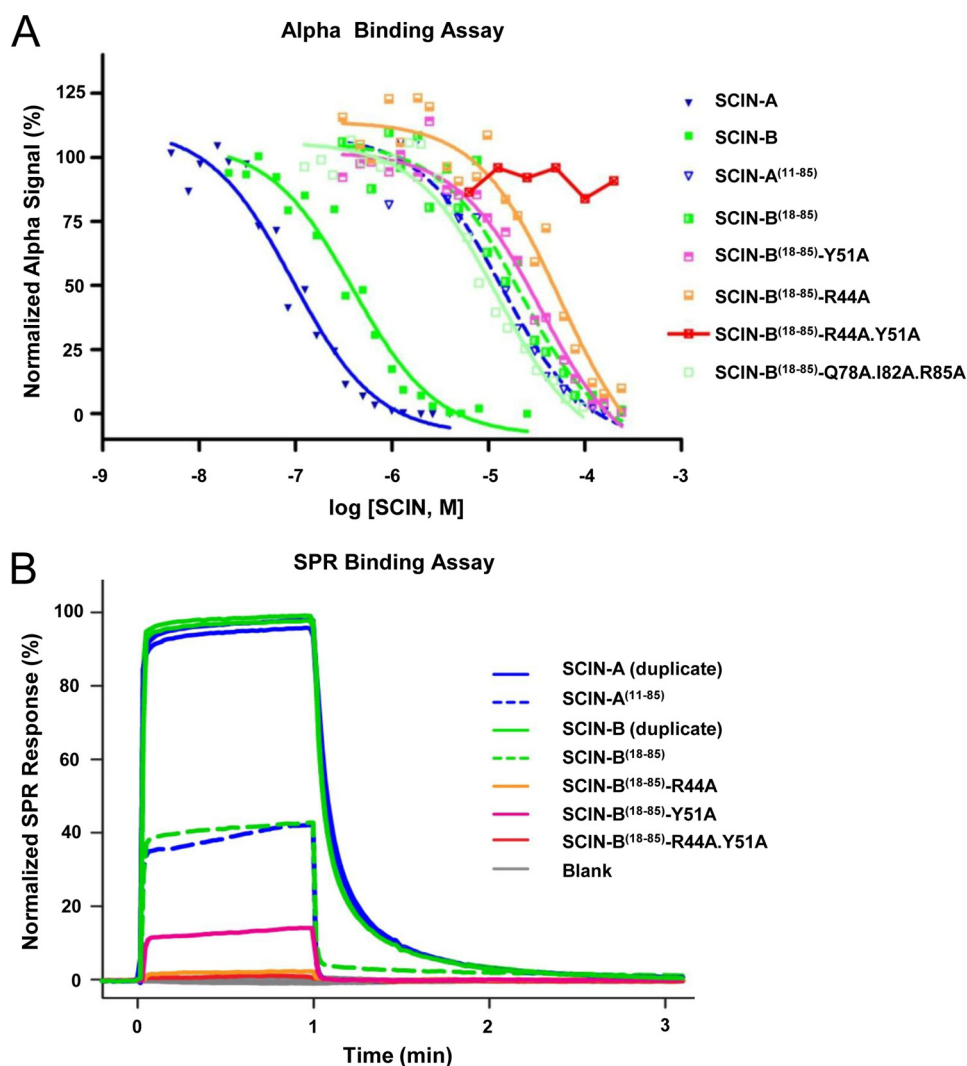 A
Alpha Binding Assay
Normalized Alpha Signal (%)
125
100
75
50
25
0
-9
-8
-7
-6
-5
-4
-3
log [SCIN, M]
SCIN-A
SCIN-B
SCIN-A(11-85)
SCIN-B(18-85)
SCIN-B(18-85)-Y51A
SCIN-B(18-85)-R44A
SCIN-B(18-85)-R44A.Y51A
SCIN-B(18-85)-Q78A.I82A.R85A
B
SPR Binding Assay
Normalized SPR Response (%)
100
80
60
40
20
0
0
1
2
3
Time (min)
SCIN-A (duplicate)
SCIN-A(11-85)
SCIN-B (duplicate)
SCIN-B(18-85)
SCIN-B(18-85)-R44A
SCIN-B(18-85)-Y51A
SCIN-B(18-85)-R44A.Y51A
Blank